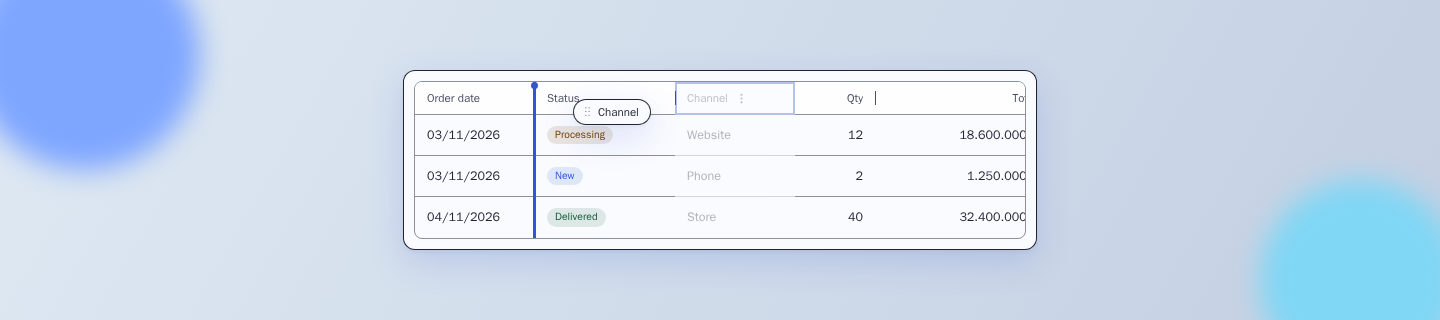 Order date Status Channel Qty To
Channel
03/11/2026 Processing Website 12 18.600.000
03/11/2026 New Phone 2 1.250.000
04/11/2026 Delivered Store 40 32.400.000